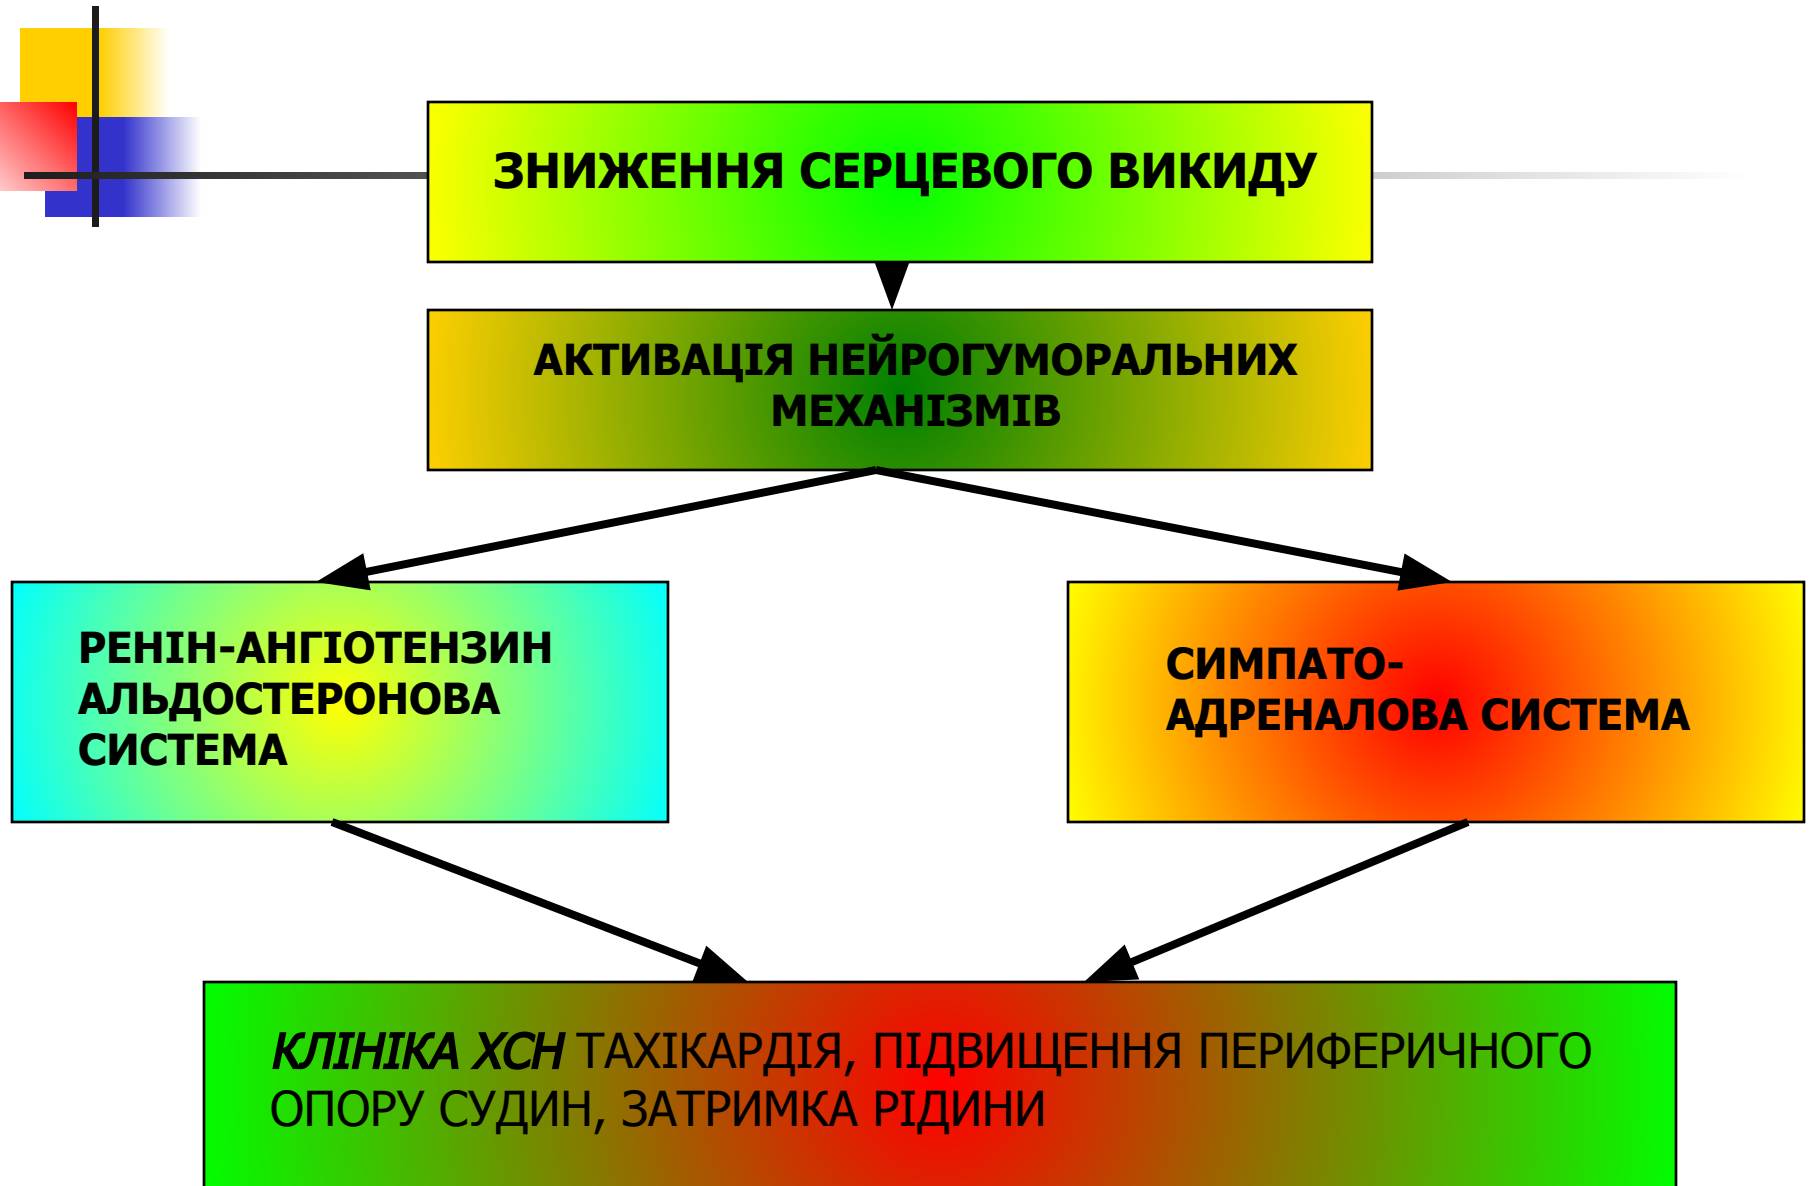 ЗНИЖЕННЯ СЕРЦЕВОГО ВИКИДУ
АКТИВАЦІЯ НЕЙРОГУМОРАЛЬНИХ
МЕХАНІЗМІВ
РЕНІН-АНГІОТЕНЗИН
АЛЬДОСТЕРОНОВА
СИСТЕМА
СИМПАТО-
АДРЕНАЛОВА СИСТЕМА
КЛІНІКА ХСН ТАХІКАРДІЯ, ПІДВИЩЕННЯ ПЕРИФЕРИЧНОГО
ОПОРУ СУДИН, ЗАТРИМКА РІДИНИ